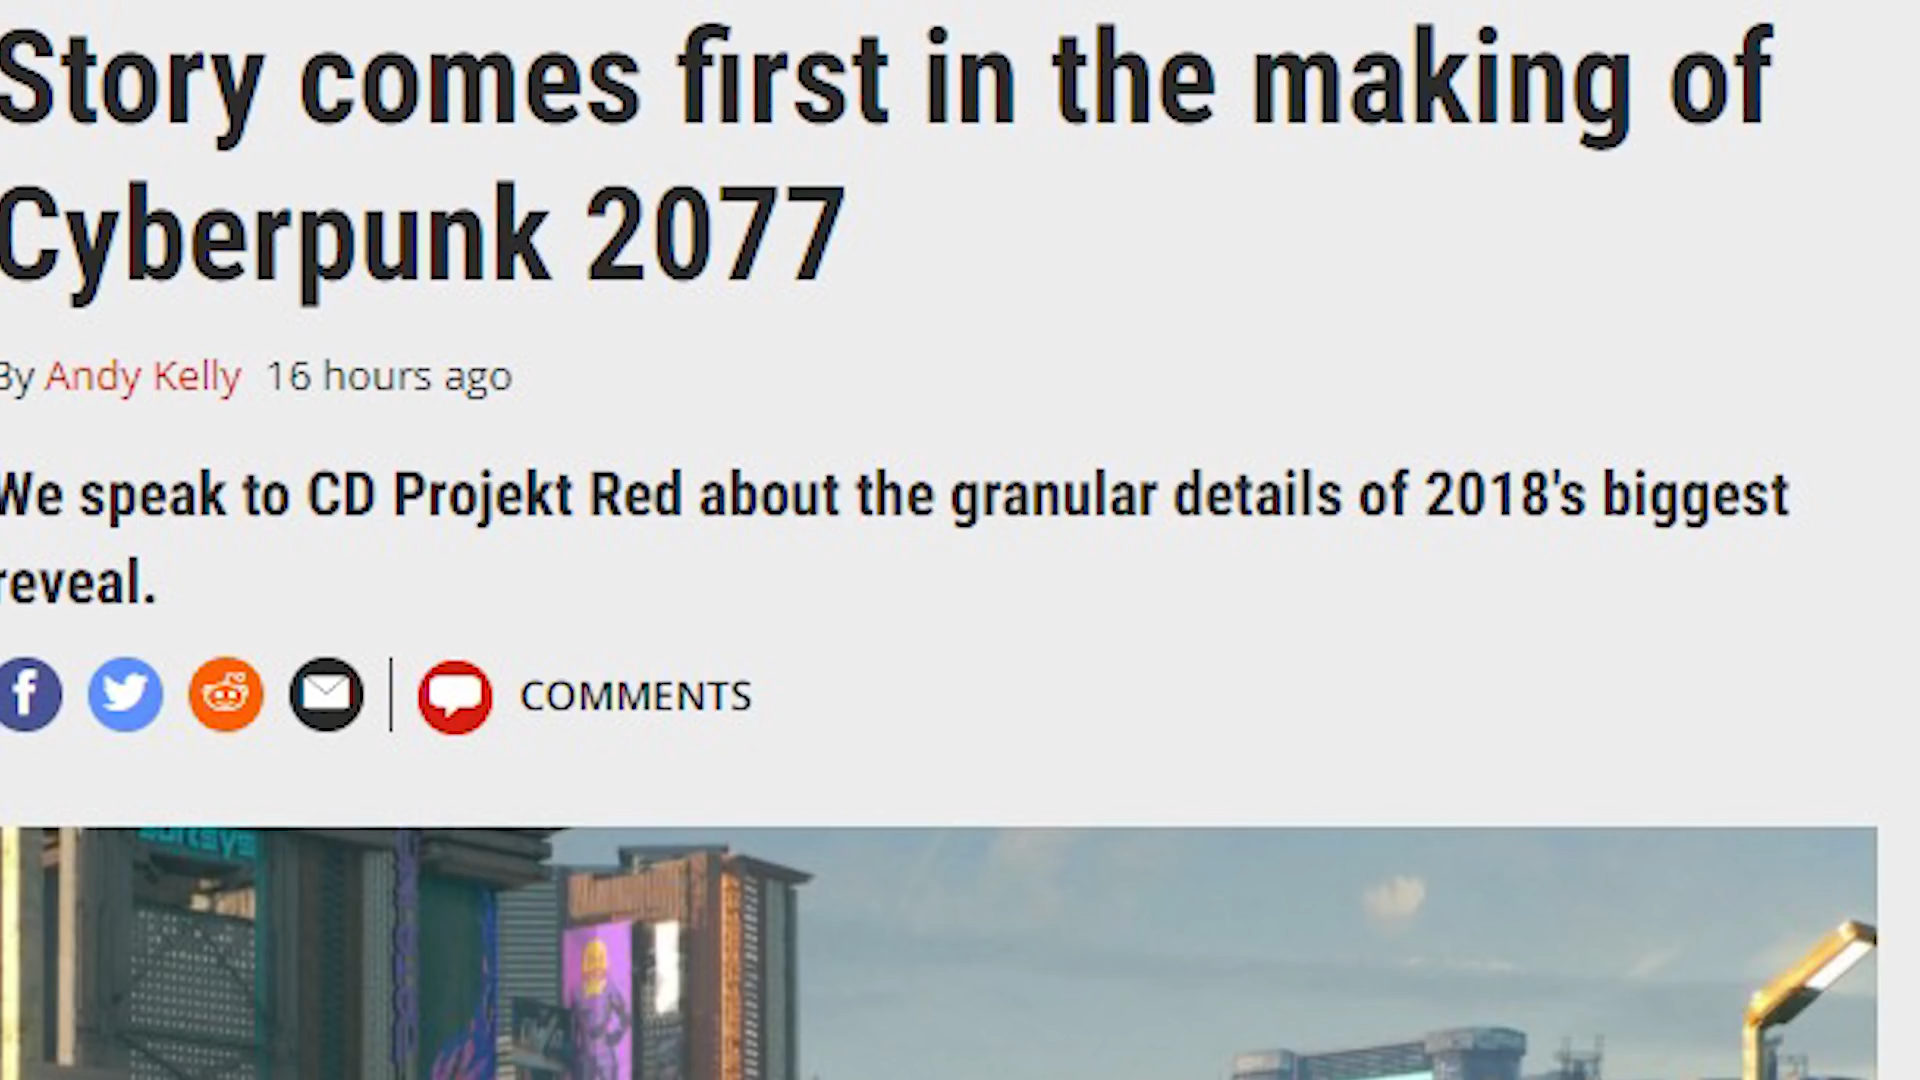 Story comes first in the making of
Cyberpunk 2077
By Andy Kelly 16 hours ago
We speak to CD Projekt Red about the granular details of 2018's biggest
reveal.
COMMENTS